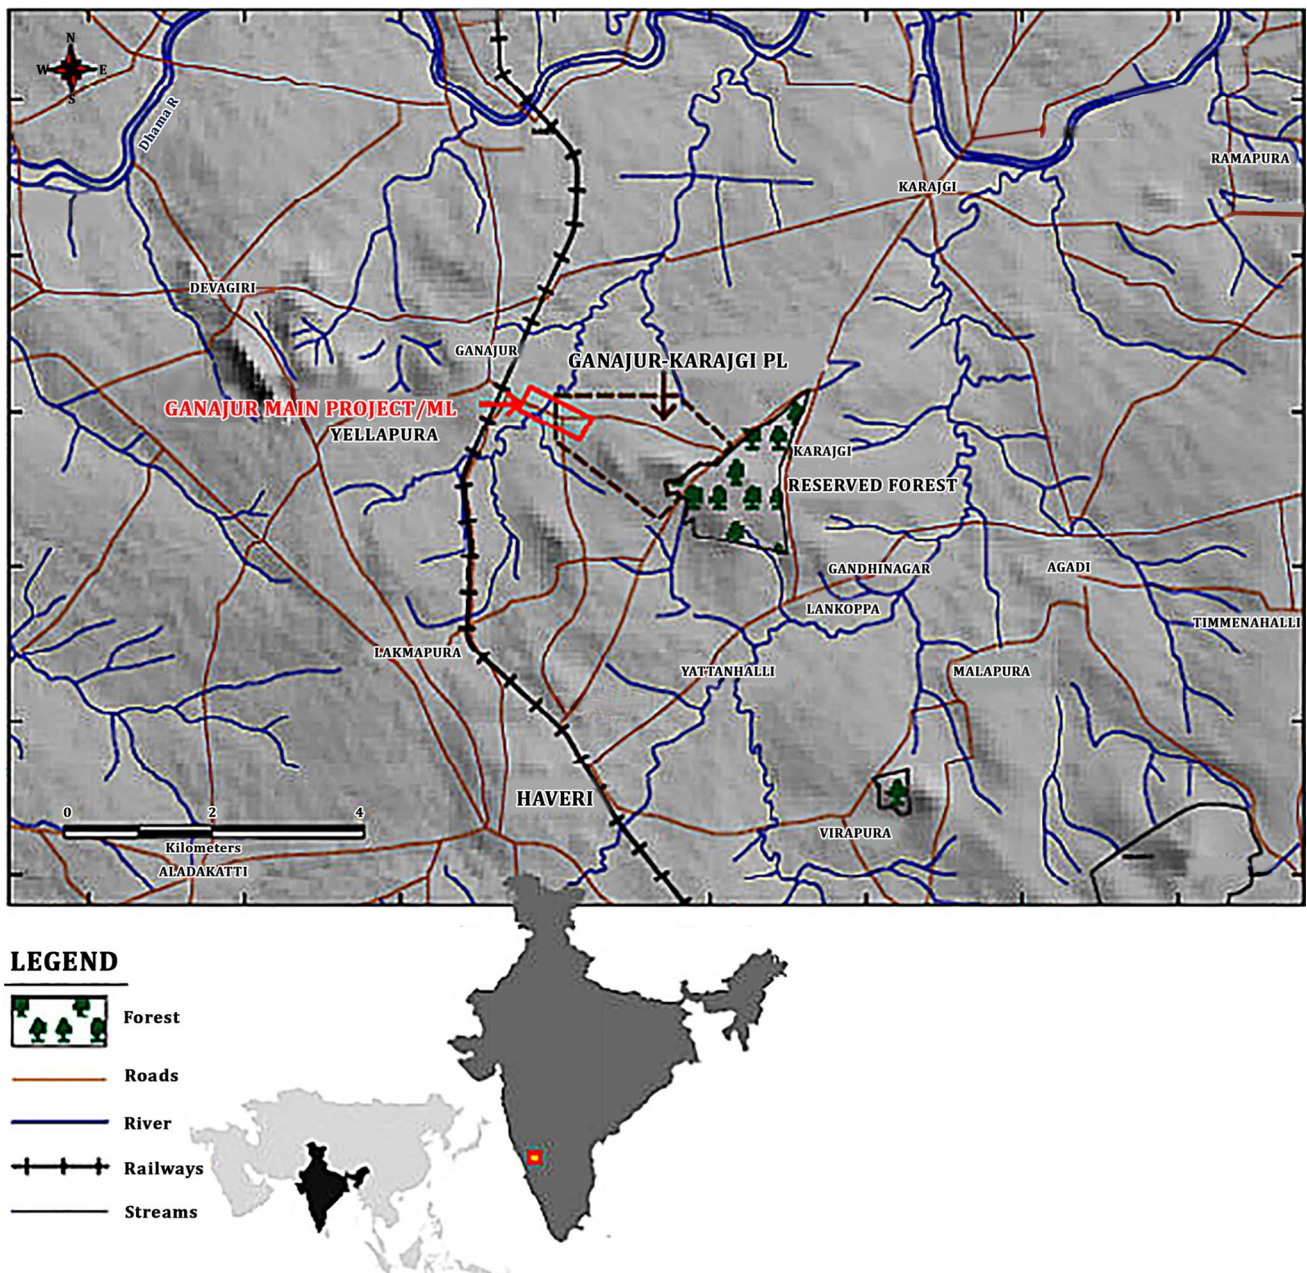 N
W E
S
Dhama R
RAMAPURA
KARAJGI
DEVAGIRI
GANAJUR
GANAJUR-KARAJGI PL
GANAJUR MAIN PROJECT/ML
YELLAPURA
KARAJGI
RESERVED FOREST
GANDHINAGAR
AGADI
LANKOPPA
TIMMENAHALLI
LAKMAPURA
YATTANHALLI
MALAPURA
HAVERI
0 2 4
Kilometers
VIRAPURA
ALADAKATTI
LEGEND
Forest
Roads
River
Railways
Streams